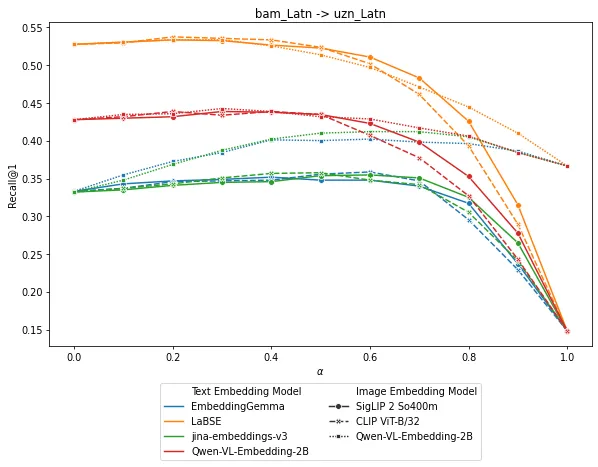 bam_Latn -> uzn_Latn
0.55
0.50
0.45
0.40
0.35
0.30
0.25
0.20
0.15
Recall@1
0.0 0.2 0.4 0.6 0.8 1.0
α
Text Embedding Model
EmbeddingGemma
LaBSE
jina-embeddings-v3
Qwen-VL-Embedding-2B
Image Embedding Model
SigLIP 2 So400m
CLIP ViT-B/32
Qwen-VL-Embedding-2B